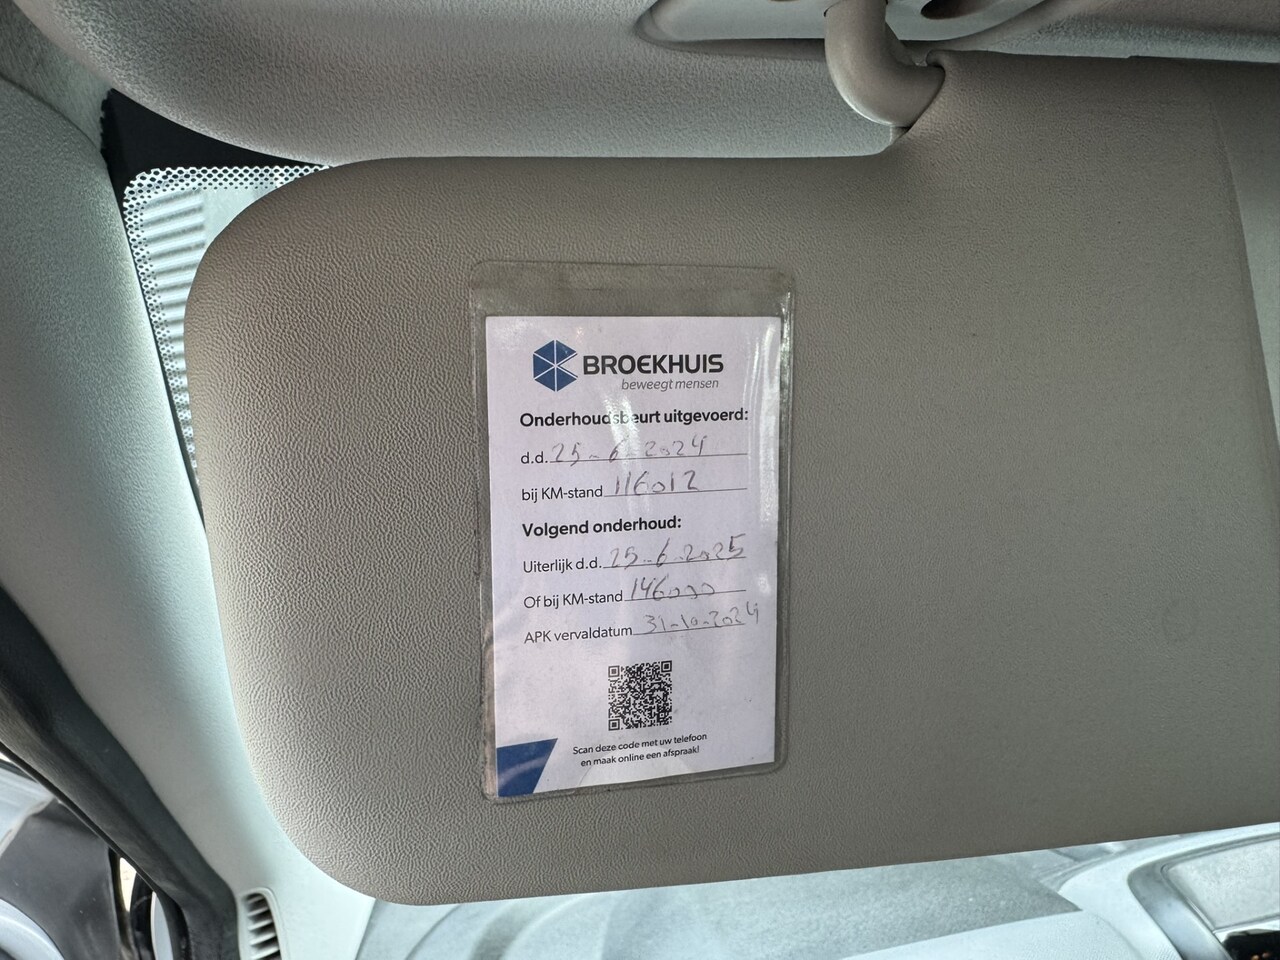 BROEKHUIS
beweegt mensen
Onderhoudsbeurt uitgevoerd:
d.d. 25-6-2024
bij KM-stand 116012
Volgend onderhoud:
Uiterlijk d.d. 25-6-2025
Of bij KM-stand 146000
APK vervaldatum 31-10-2024
Scan deze code met uw telefoon
en maak online een afspraak!